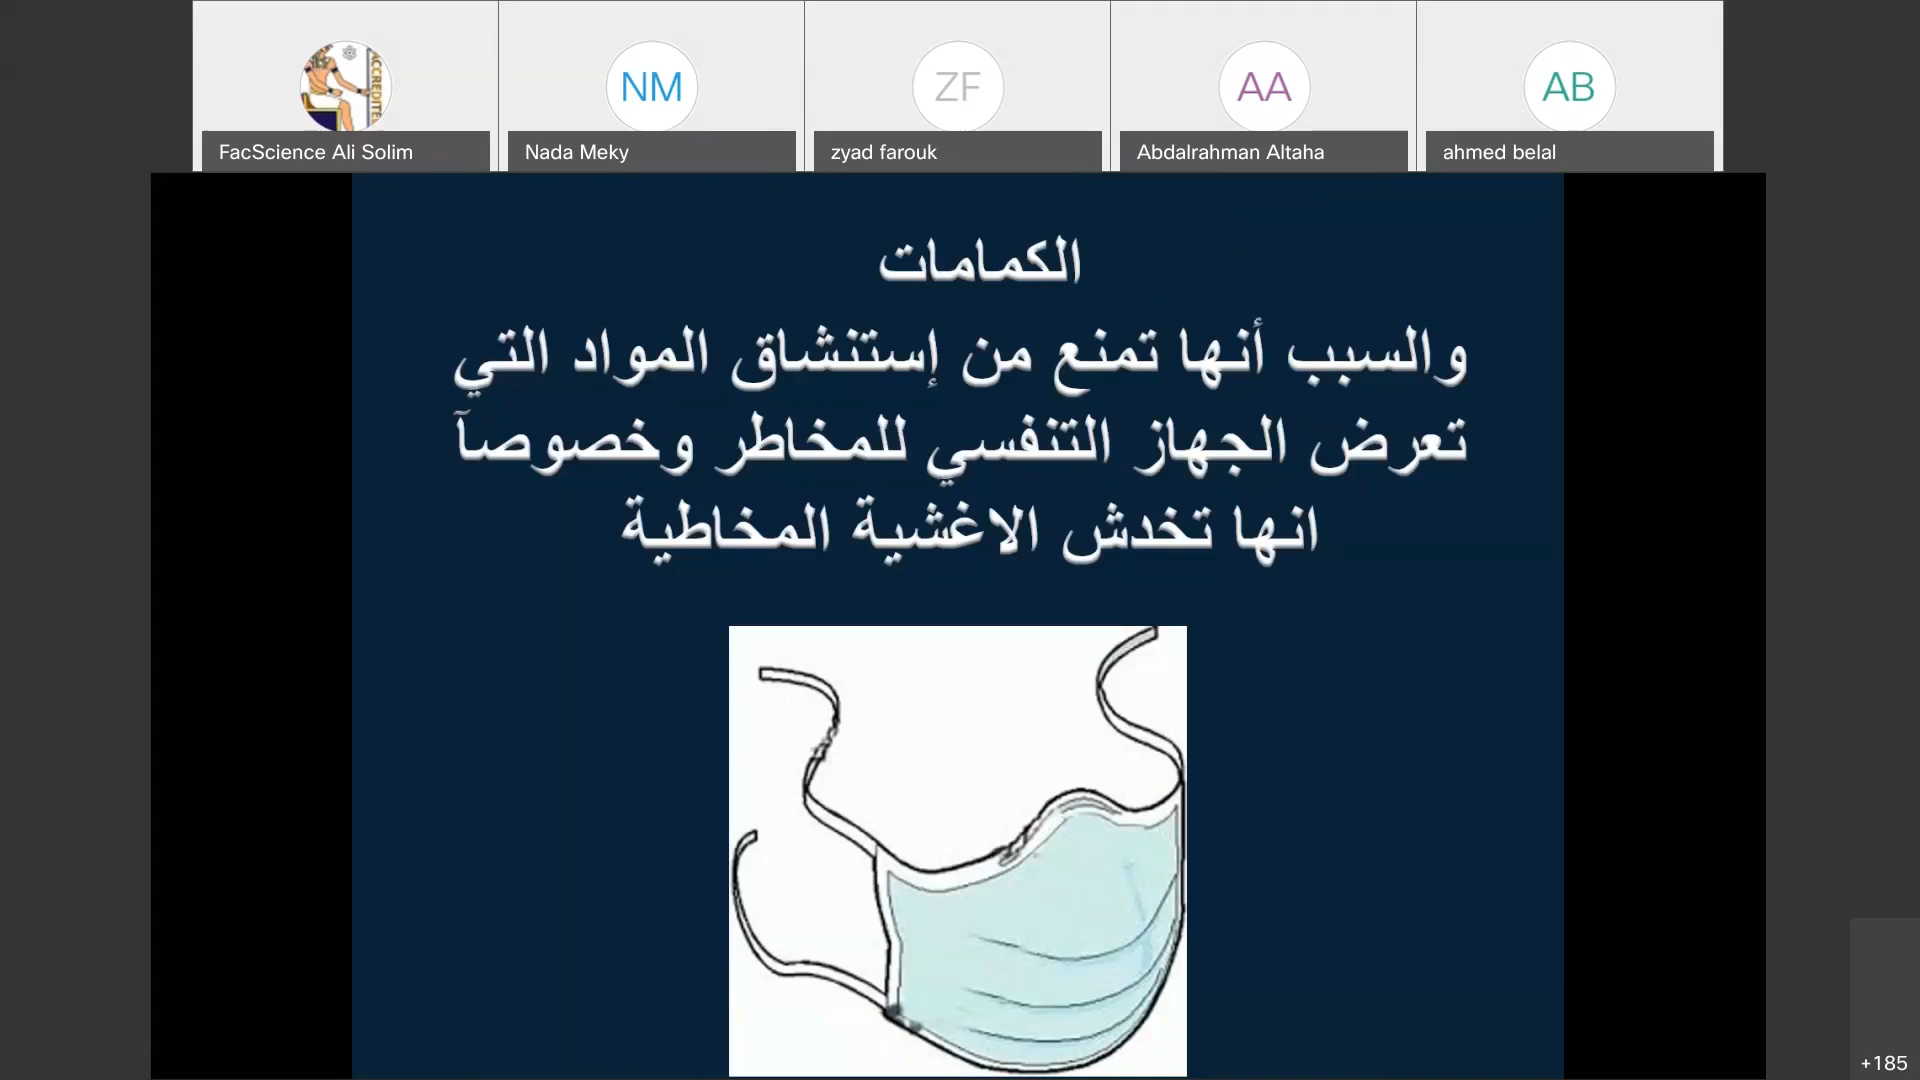 ACCREDITED
NM
ZF
AA
AB
FacScience Ali Solim
Nada Meky
zyad farouk
Abdalrahman Altaha
ahmed belal
الكمامات
والسبب أنها تمنع من إستنشاق المواد التي
تعرض الجهاز التنفسي للمخاطر وخصوصآ
انها تخدش الاغشية المخاطية
+185